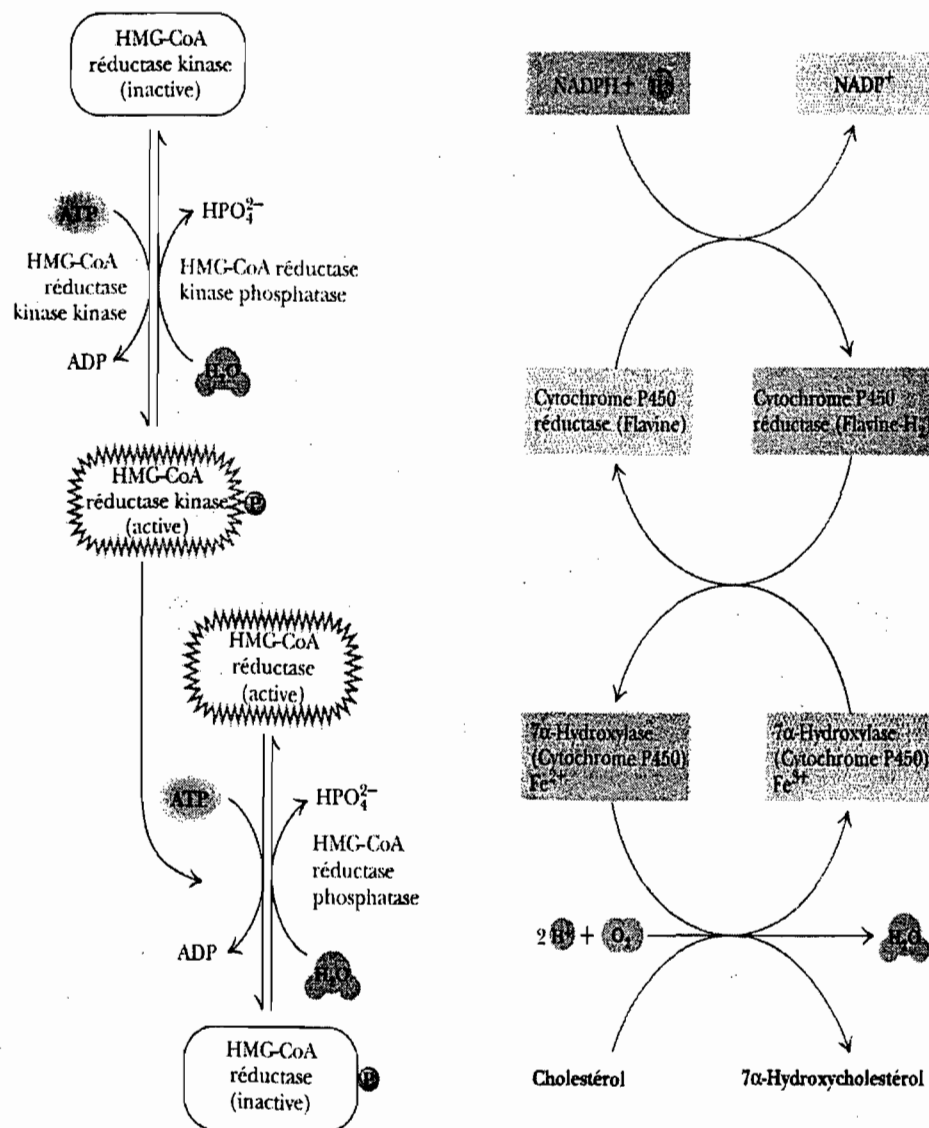 HMG-CoA
réductase kinase
(inactive)
ATP
HPO₄²⁻
HMG-CoA
réductase
kinase kinase
HMG-CoA réductase
kinase phosphatase
ADP
H₂O
HMG-CoA
réductase kinase
(active)
P
HMG-CoA
réductase
(active)
ATP
HPO₄²⁻
HMG-CoA
réductase
phosphatase
ADP
H₂O
HMG-CoA
réductase
(inactive)
P
NADPH + H⁺
NADP⁺
Cytochrome P450
réductase (Flavine)
Cytochrome P450
réductase (Flavine-H₂)
7α-Hydroxylase
(Cytochrome P450)
Fe²⁺
7α-Hydroxylase
(Cytochrome P450)
Fe³⁺
2 H⁺ + O₂
H₂O
Cholestérol
7α-Hydroxycholestérol